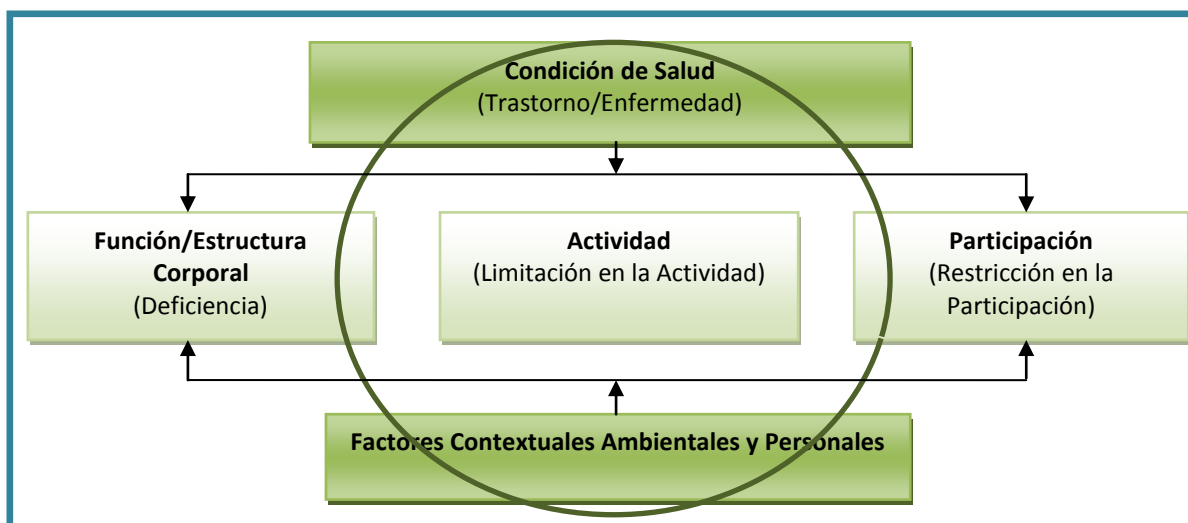 Condición de Salud
(Trastorno/Enfermedad)
Función/Estructura
Corporal
(Deficiencia)
Actividad
(Limitación en la Actividad)
Participación
(Restricción en la
Participación)
Factores Contextuales Ambientales y Personales